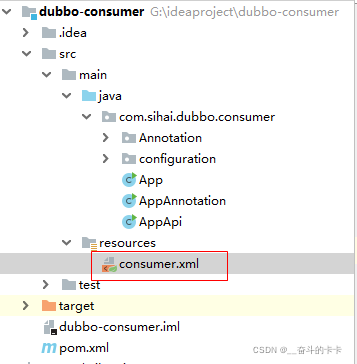 dubbo-consumer G:\ideaproject\dubbo-consumer
.idea
src
main
java
com.sihai.dubbo.consumer
Annotation
configuration
App
AppAnnotation
AppApi
resources
consumer.xml
test
target
dubbo-consumer.iml
pom.xml
CSDN @__奋斗的卡卡